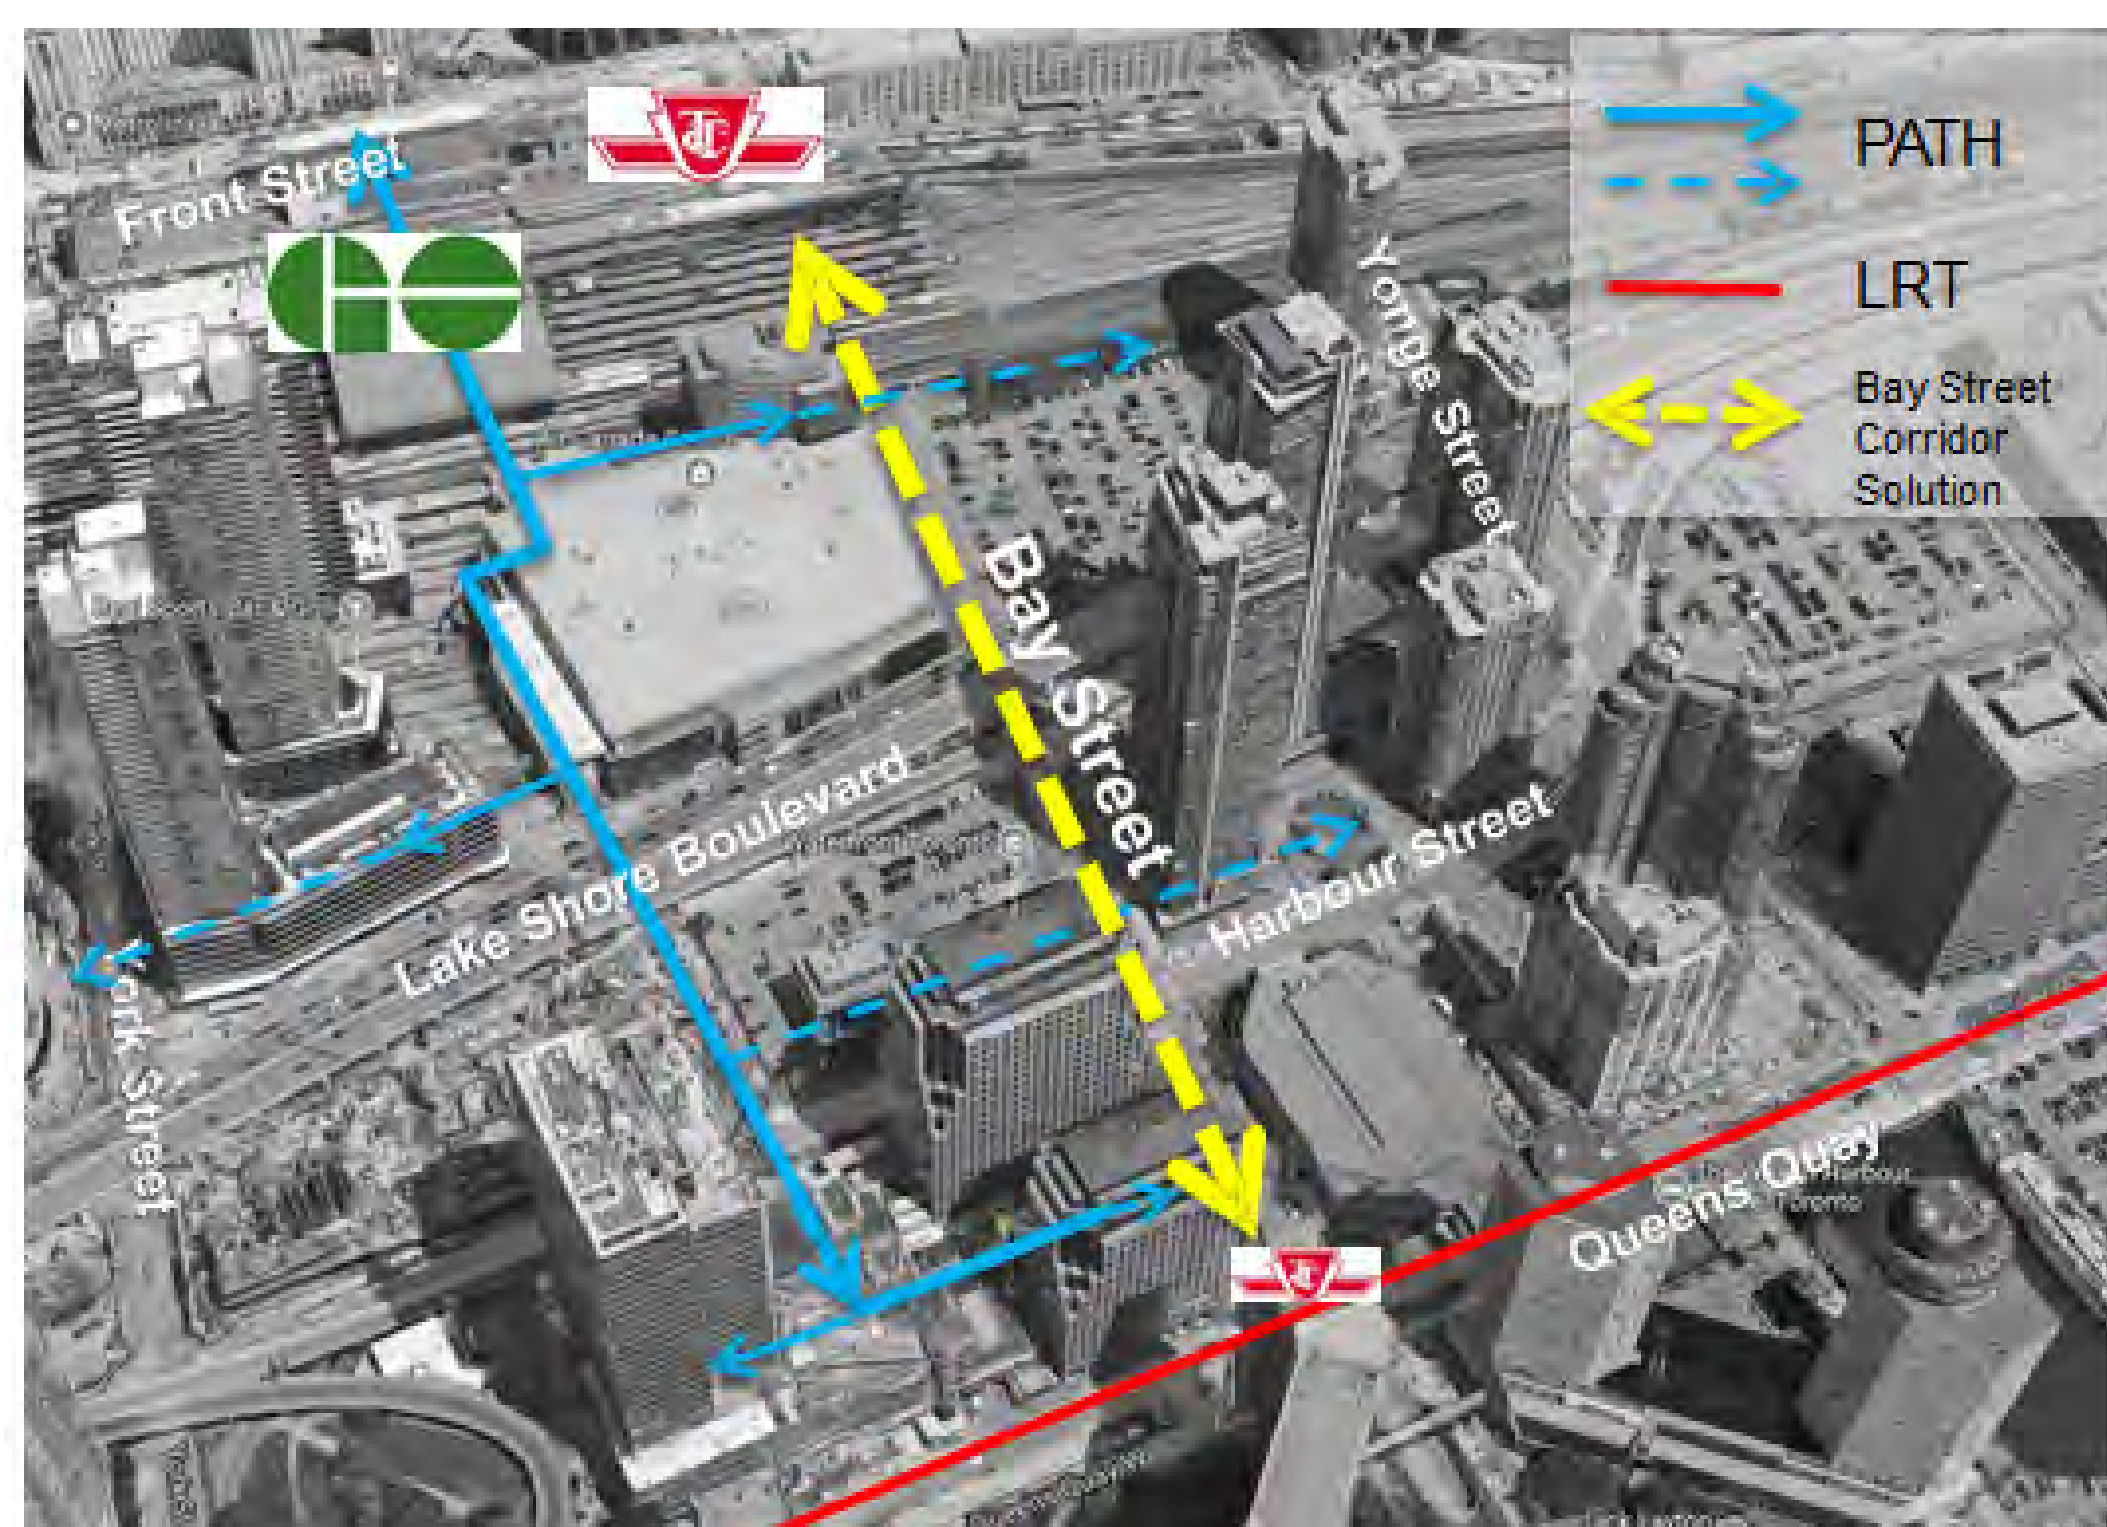 Front Street
PATH
LRT
Bay Street
Corridor
Solution
Yonge Street
Bay Street
Lake Shore Boulevard
Harbour Street
York Street
Queens Quay
Toronto